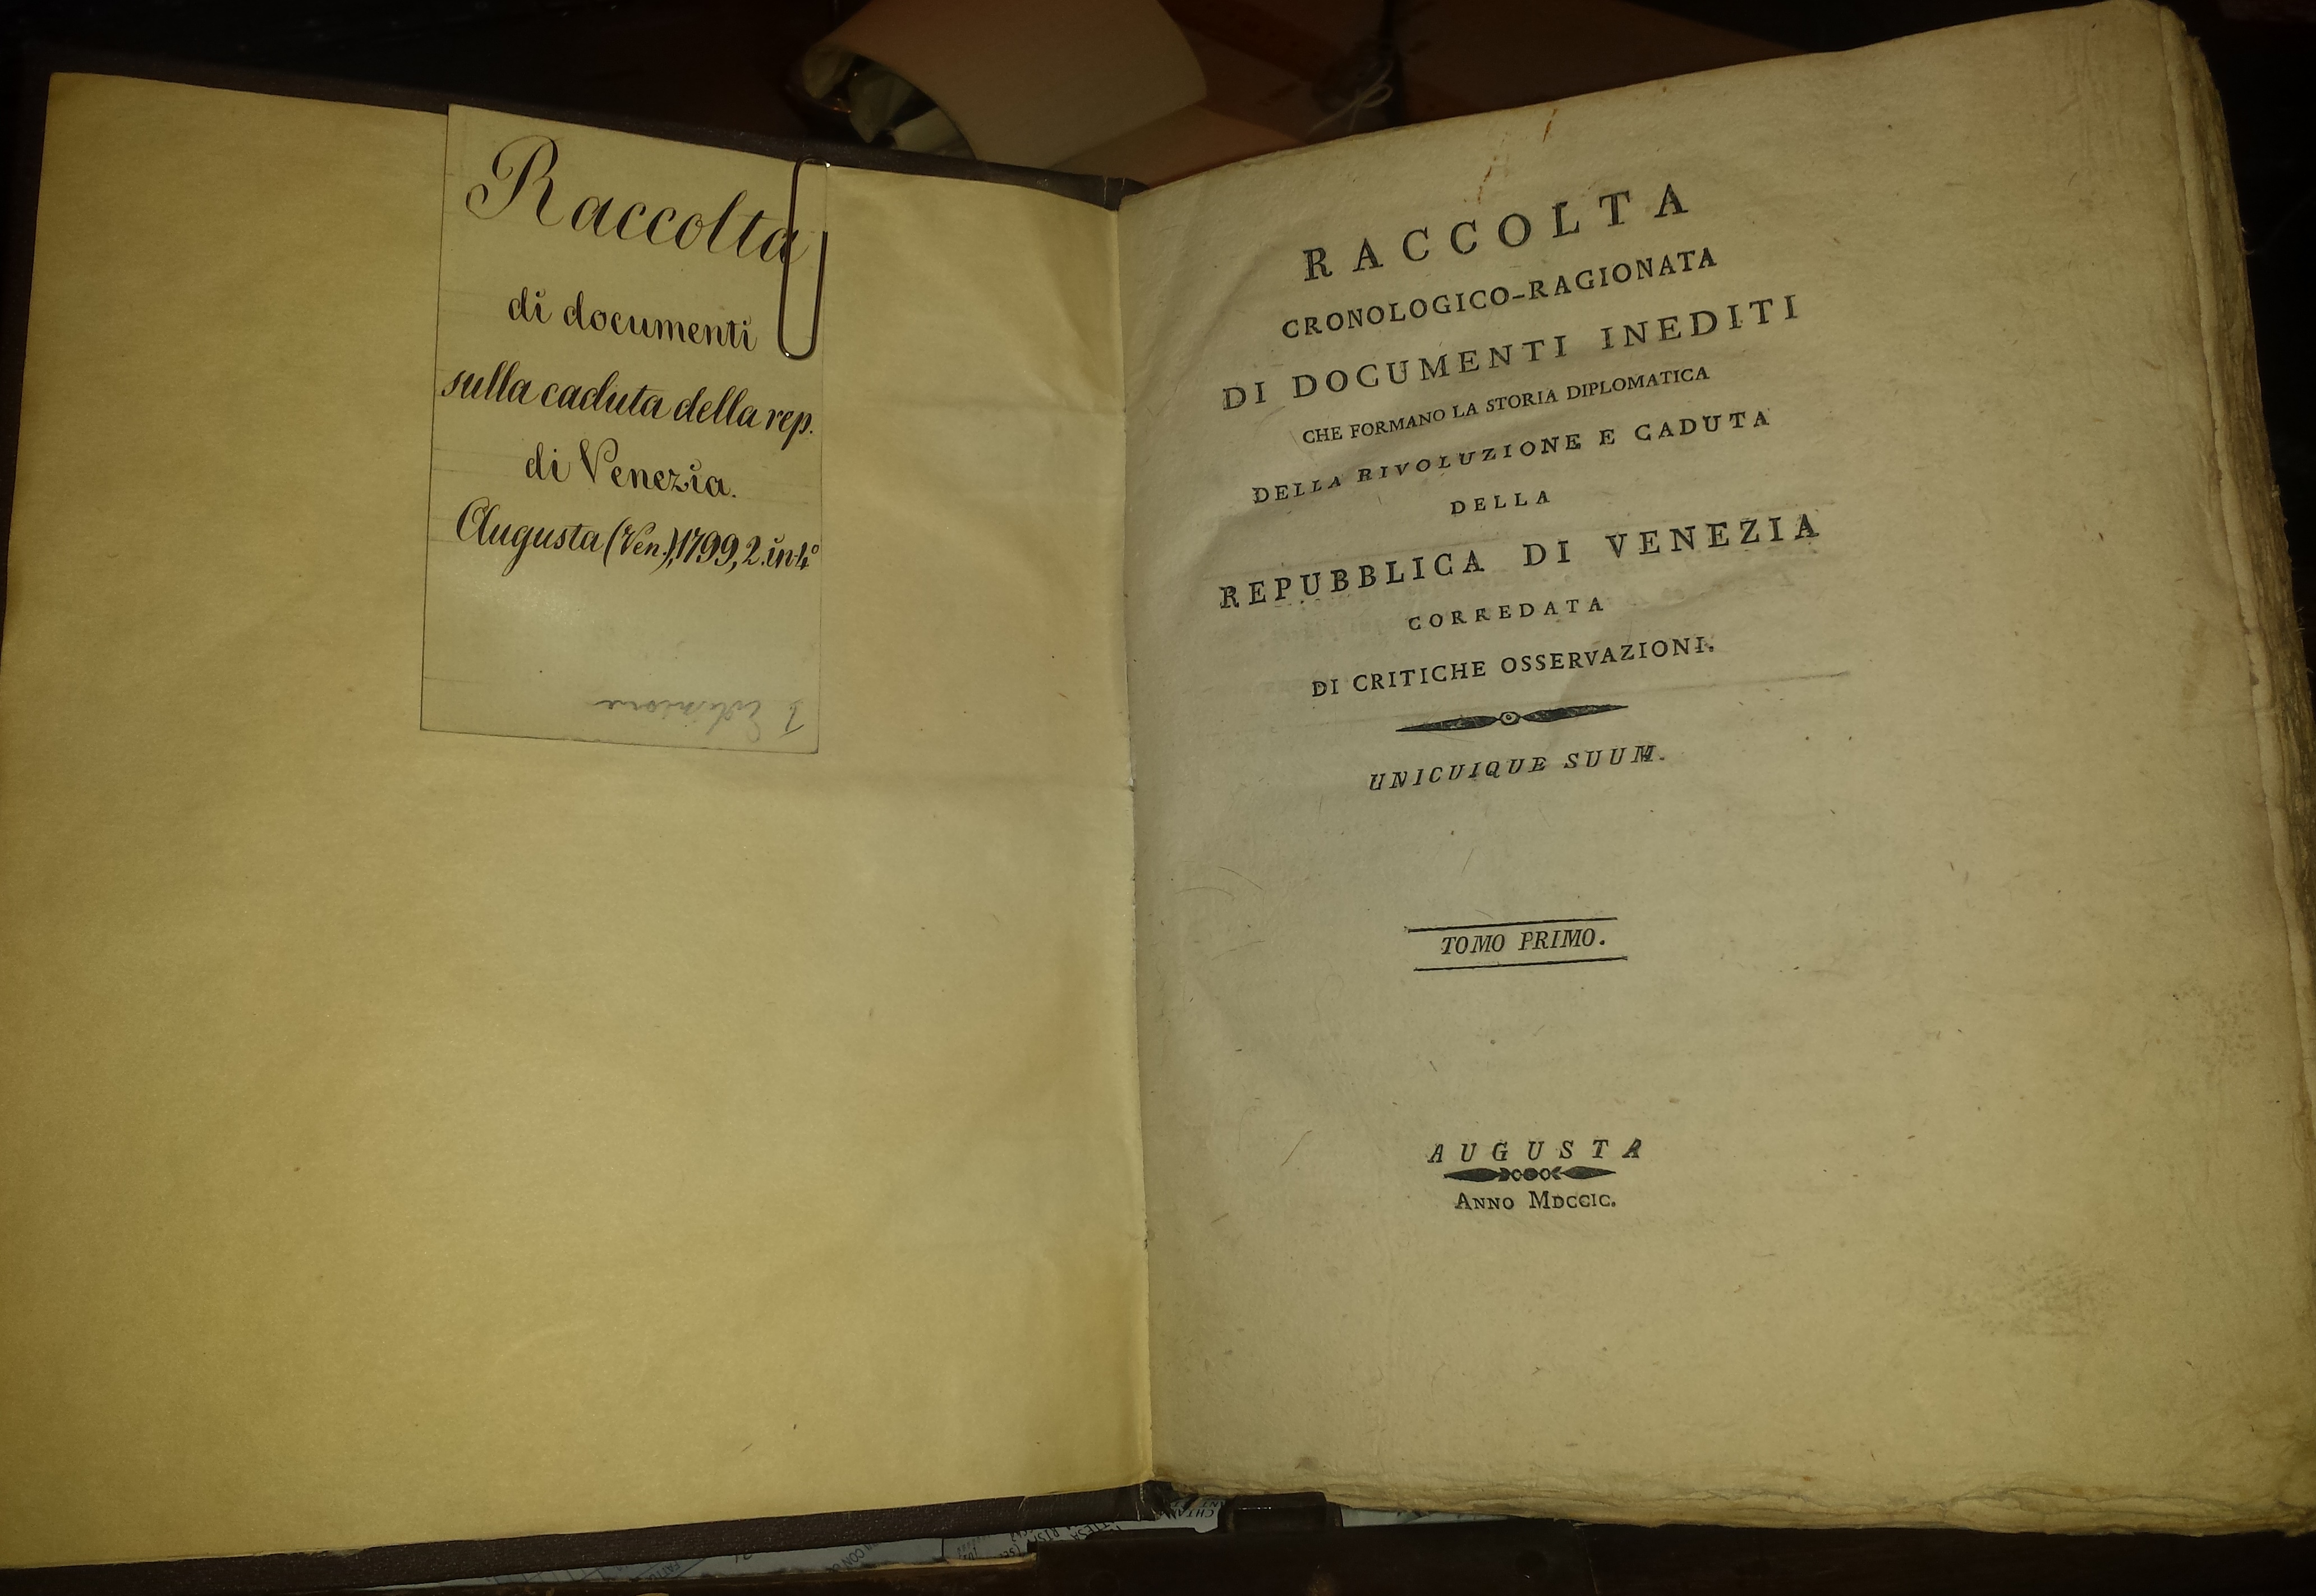 Raccolta
di documenti
sulla caduta della rep.
di Venezia.
Augusta (Ven.), 1799, 2. in-4°
RACCOLTA
CRONOLOGICO-RAGIONATA
DI DOCUMENTI INEDITI
CHE FORMANO LA STORIA DIPLOMATICA
DELLA RIVOLUZIONE E CADUTA
DELLA
REPUBBLICA DI VENEZIA
CORREDATA
DI CRITICHE OSSERVAZIONI.
UNICUIQUE SUUM.
TOMO PRIMO.
AUGUSTA
ANNO MDCCIC.